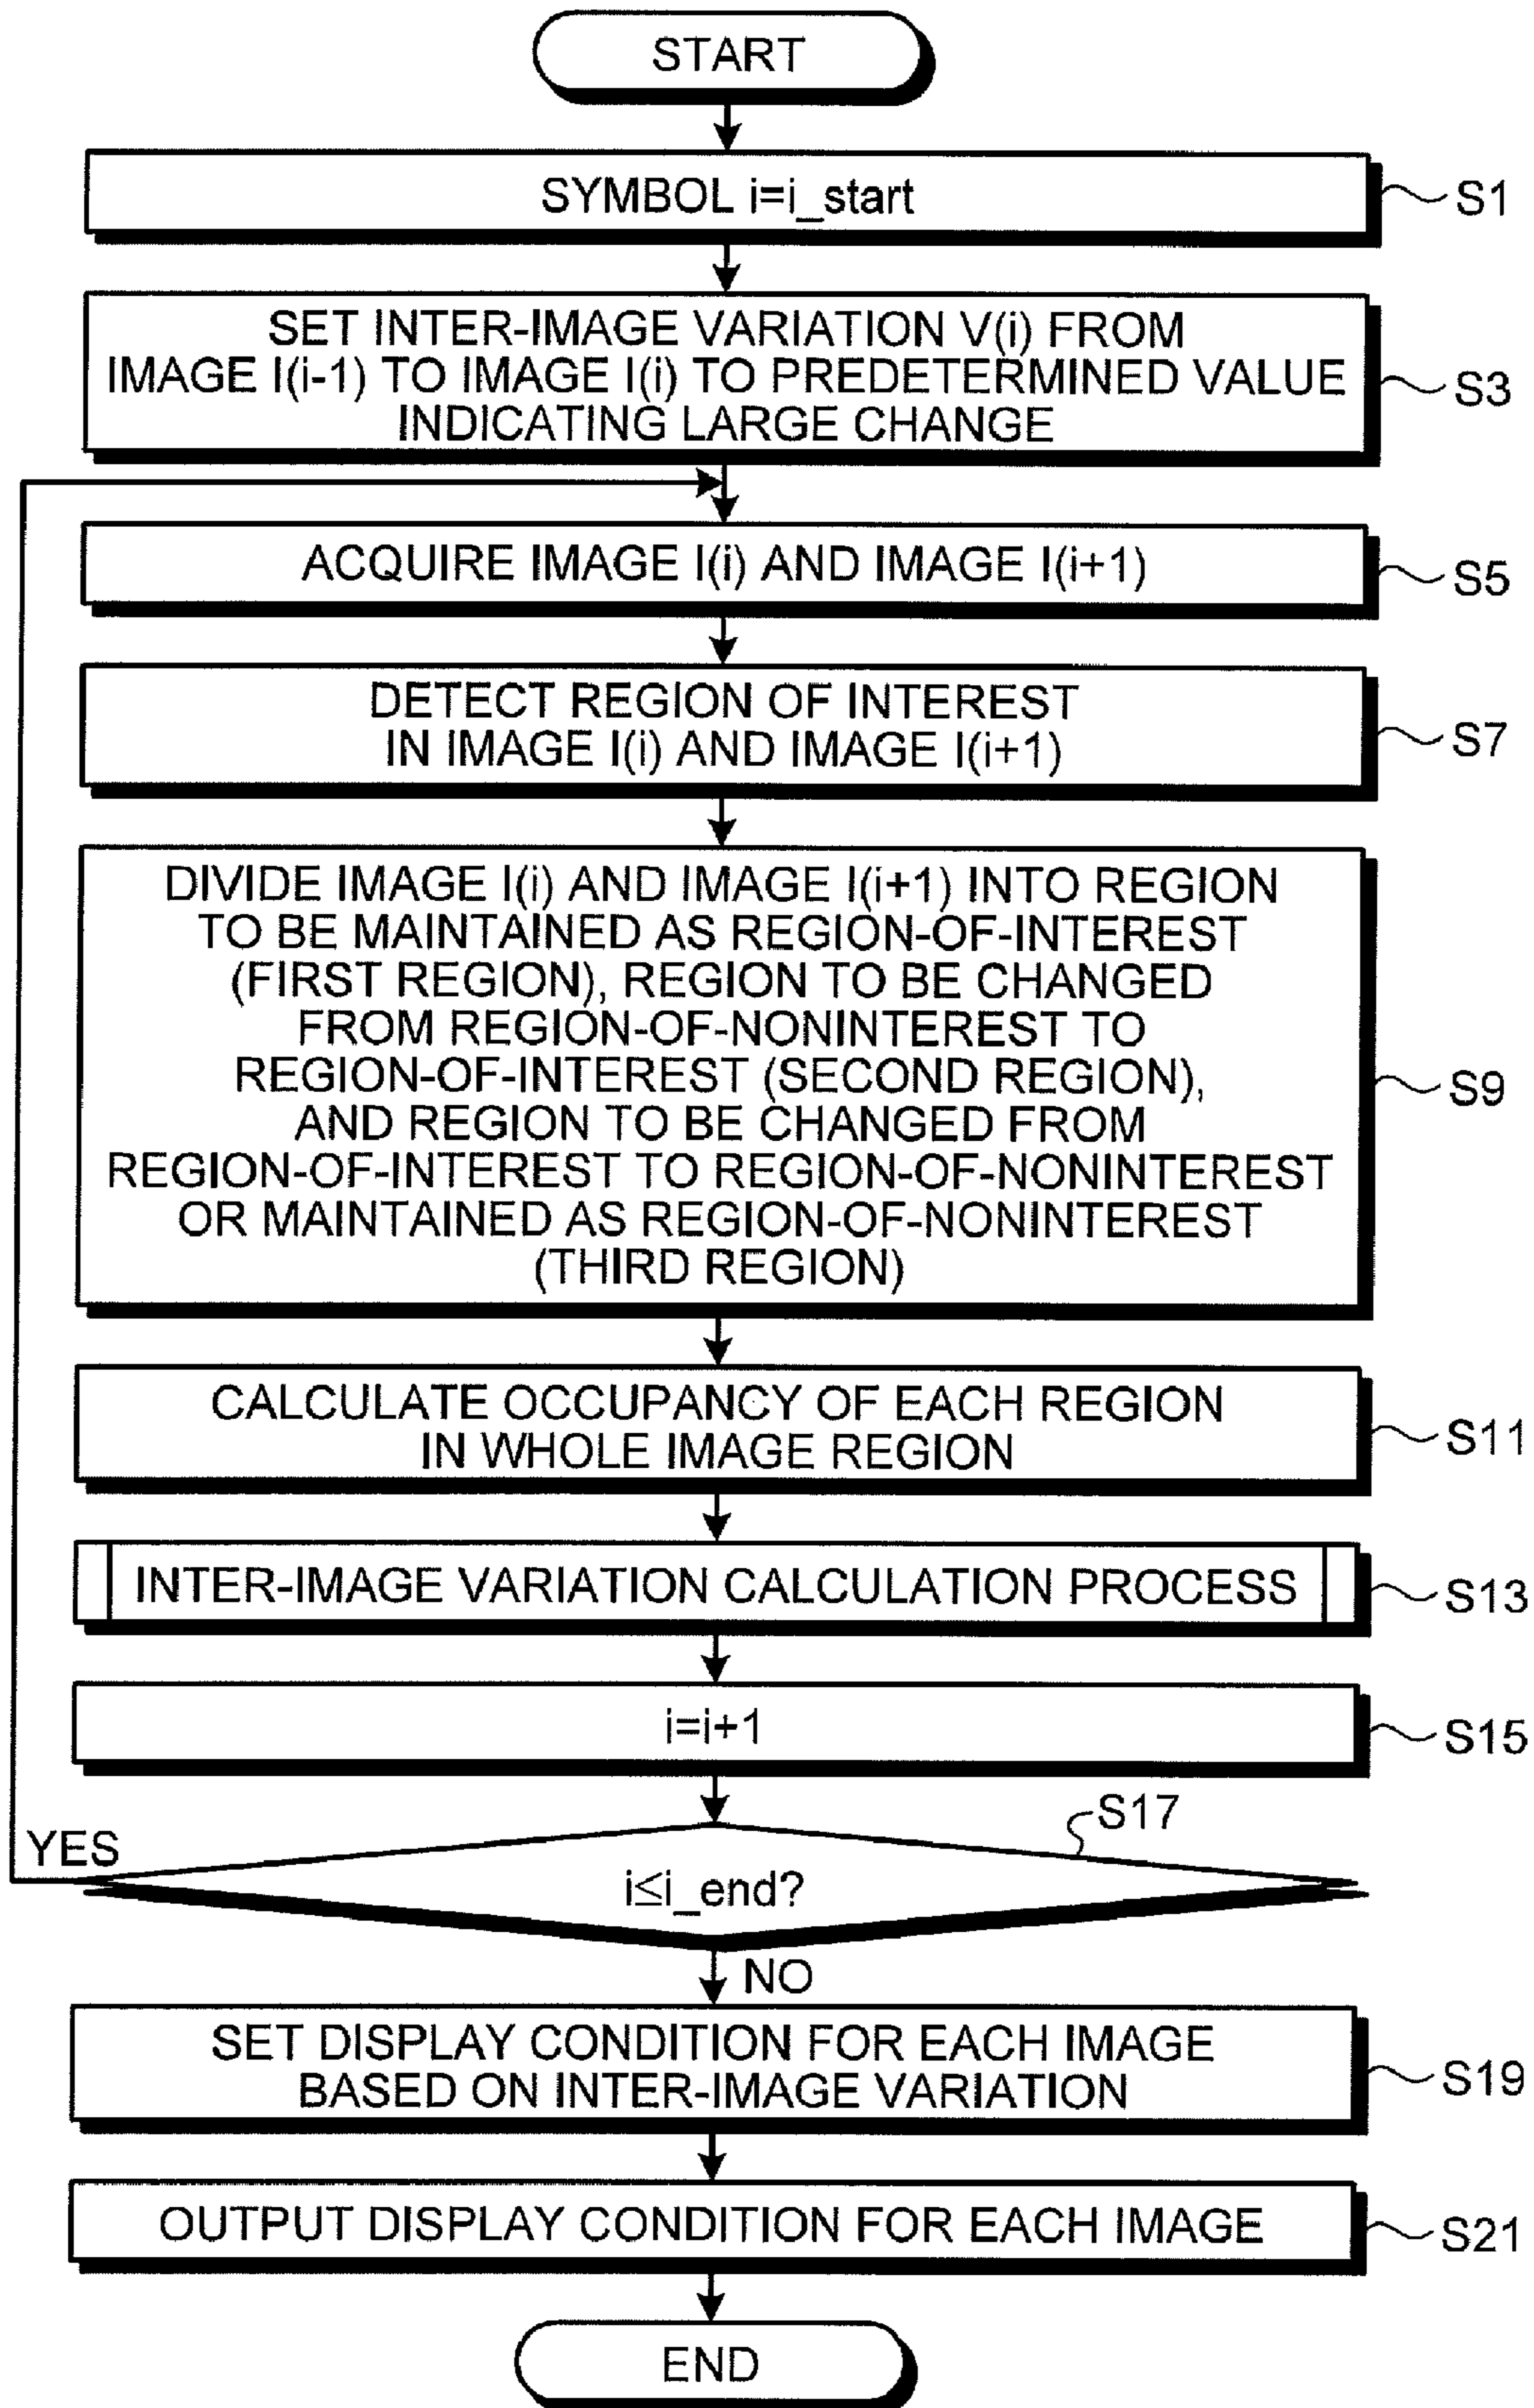 START
SYMBOL i=i_start
S1
SET INTER-IMAGE VARIATION V(i) FROM
IMAGE I(i-1) TO IMAGE I(i) TO PREDETERMINED VALUE
INDICATING LARGE CHANGE
S3
ACQUIRE IMAGE I(i) AND IMAGE I(i+1)
S5
DETECT REGION OF INTEREST
IN IMAGE I(i) AND IMAGE I(i+1)
S7
DIVIDE IMAGE I(i) AND IMAGE I(i+1) INTO REGION
TO BE MAINTAINED AS REGION-OF-INTEREST
(FIRST REGION), REGION TO BE CHANGED
FROM REGION-OF-NONINTEREST TO
REGION-OF-INTEREST (SECOND REGION),
AND REGION TO BE CHANGED FROM
REGION-OF-INTEREST TO REGION-OF-NONINTEREST
OR MAINTAINED AS REGION-OF-NONINTEREST
(THIRD REGION)
S9
CALCULATE OCCUPANCY OF EACH REGION
IN WHOLE IMAGE REGION
S11
INTER-IMAGE VARIATION CALCULATION PROCESS
S13
i=i+1
S15
S17
YES
i≤i_end?
NO
SET DISPLAY CONDITION FOR EACH IMAGE
BASED ON INTER-IMAGE VARIATION
S19
OUTPUT DISPLAY CONDITION FOR EACH IMAGE
S21
END